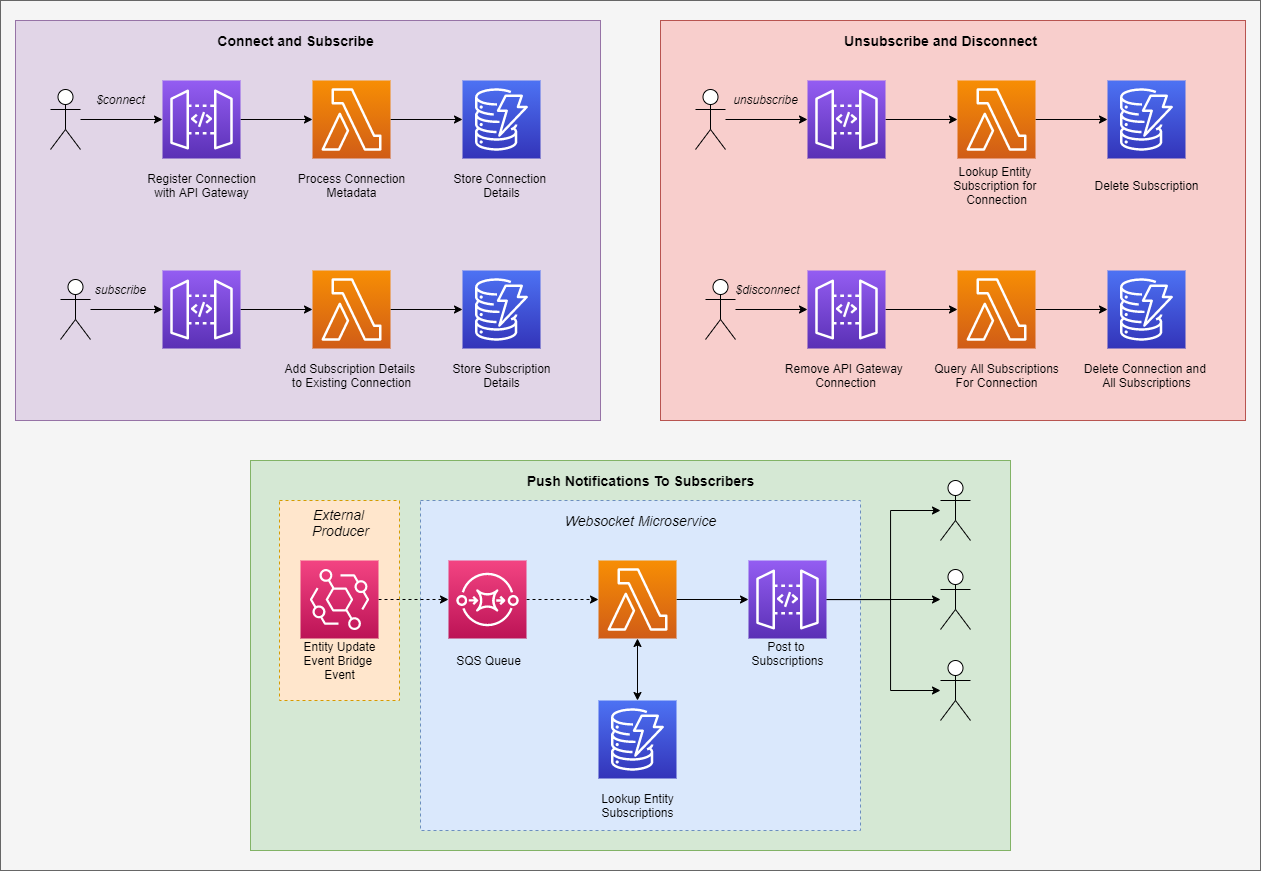 Connect and Subscribe
$connect
Register Connection
with API Gateway
Process Connection
Metadata
Store Connection
Details
subscribe
Add Subscription Details
to Existing Connection
Store Subscription
Details
Unsubscribe and Disconnect
unsubscribe
Lookup Entity
Subscription for
Connection
Delete Subscription
$disconnect
Remove API Gateway
Connection
Query All Subscriptions
For Connection
Delete Connection and
All Subscriptions
Push Notifications To Subscribers
External
Producer
Entity Update
Event Bridge
Event
Websocket Microservice
SQS Queue
Post to
Subscriptions
Lookup Entity
Subscriptions